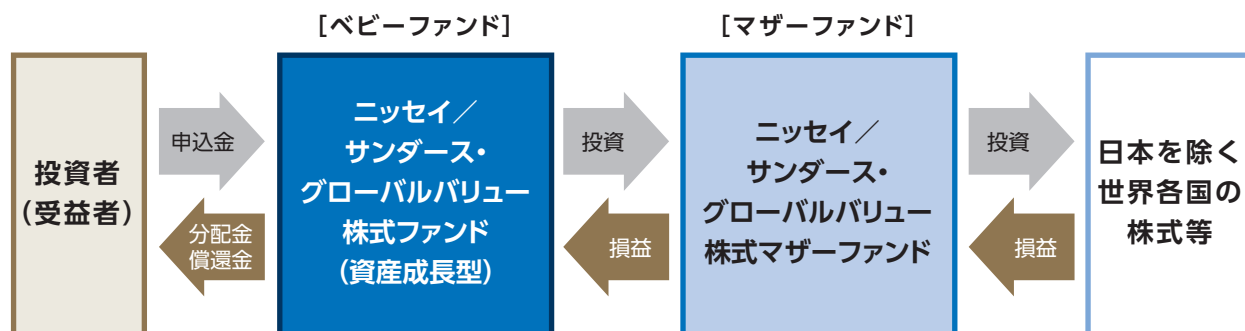 ［ベビーファンド］
［マザーファンド］
投資者
（受益者）
申込金
分配金
償還金
ニッセイ／
サンダース・
グローバルバリュー
株式ファンド
（資産成長型）
投資
損益
ニッセイ／
サンダース・
グローバルバリュー
株式マザーファンド
投資
損益
日本を除く
世界各国の
株式等